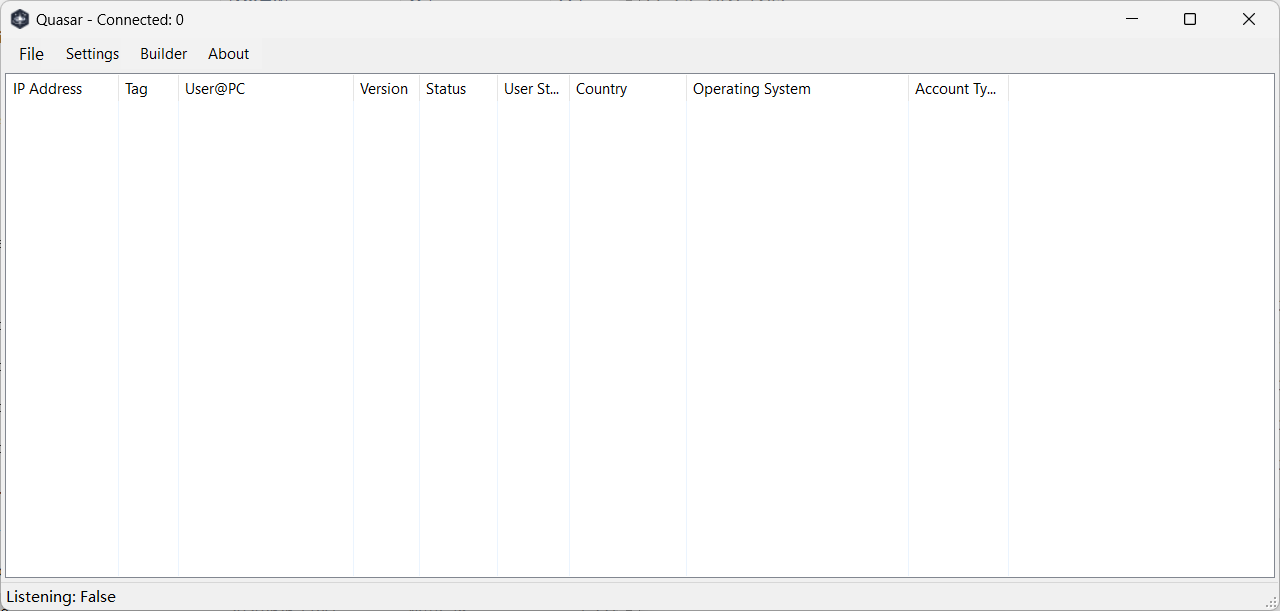 Quasar - Connected: 0
File Settings Builder About
IP Address Tag User@PC Version Status User St... Country Operating System Account Ty...
Listening: False